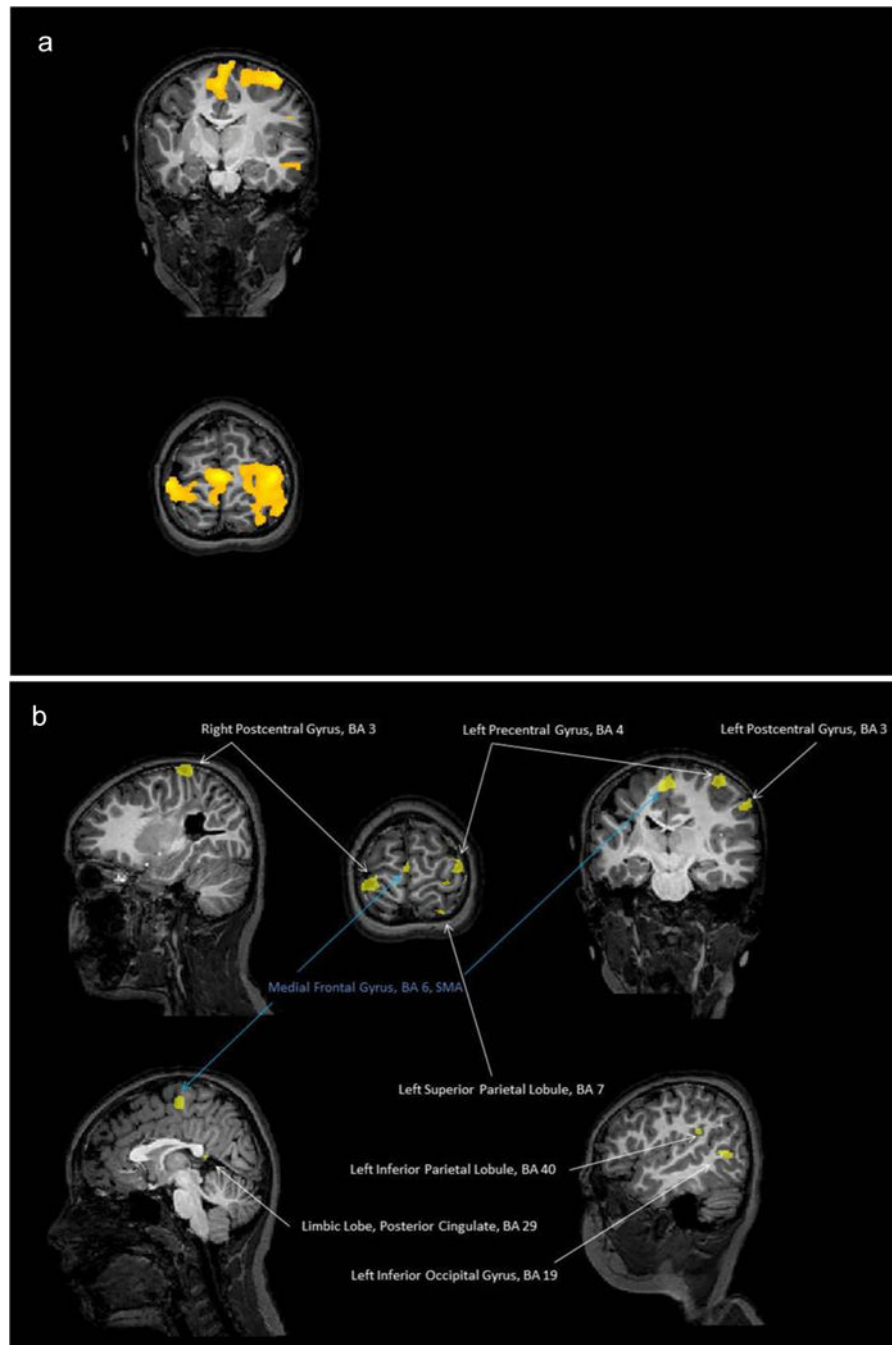 a
b
Right Postcentral Gyrus, BA 3
Left Precentral Gyrus, BA 4
Left Postcentral Gyrus, BA 3
Medial Frontal Gyrus, BA 6, SMA
Left Superior Parietal Lobule, BA 7
Left Inferior Parietal Lobule, BA 40
Limbic Lobe, Posterior Cingulate, BA 29
Left Inferior Occipital Gyrus, BA 19